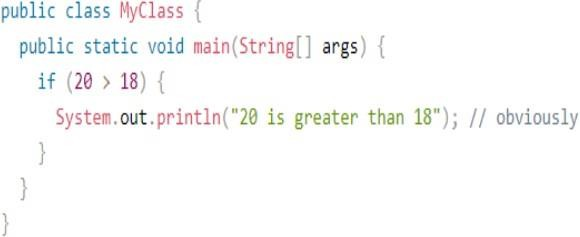 public class MyClass {
  public static void main(String[] args) {
    if (20 > 18) {
      System.out.println("20 is greater than 18"); // obviously
    }
  }
}